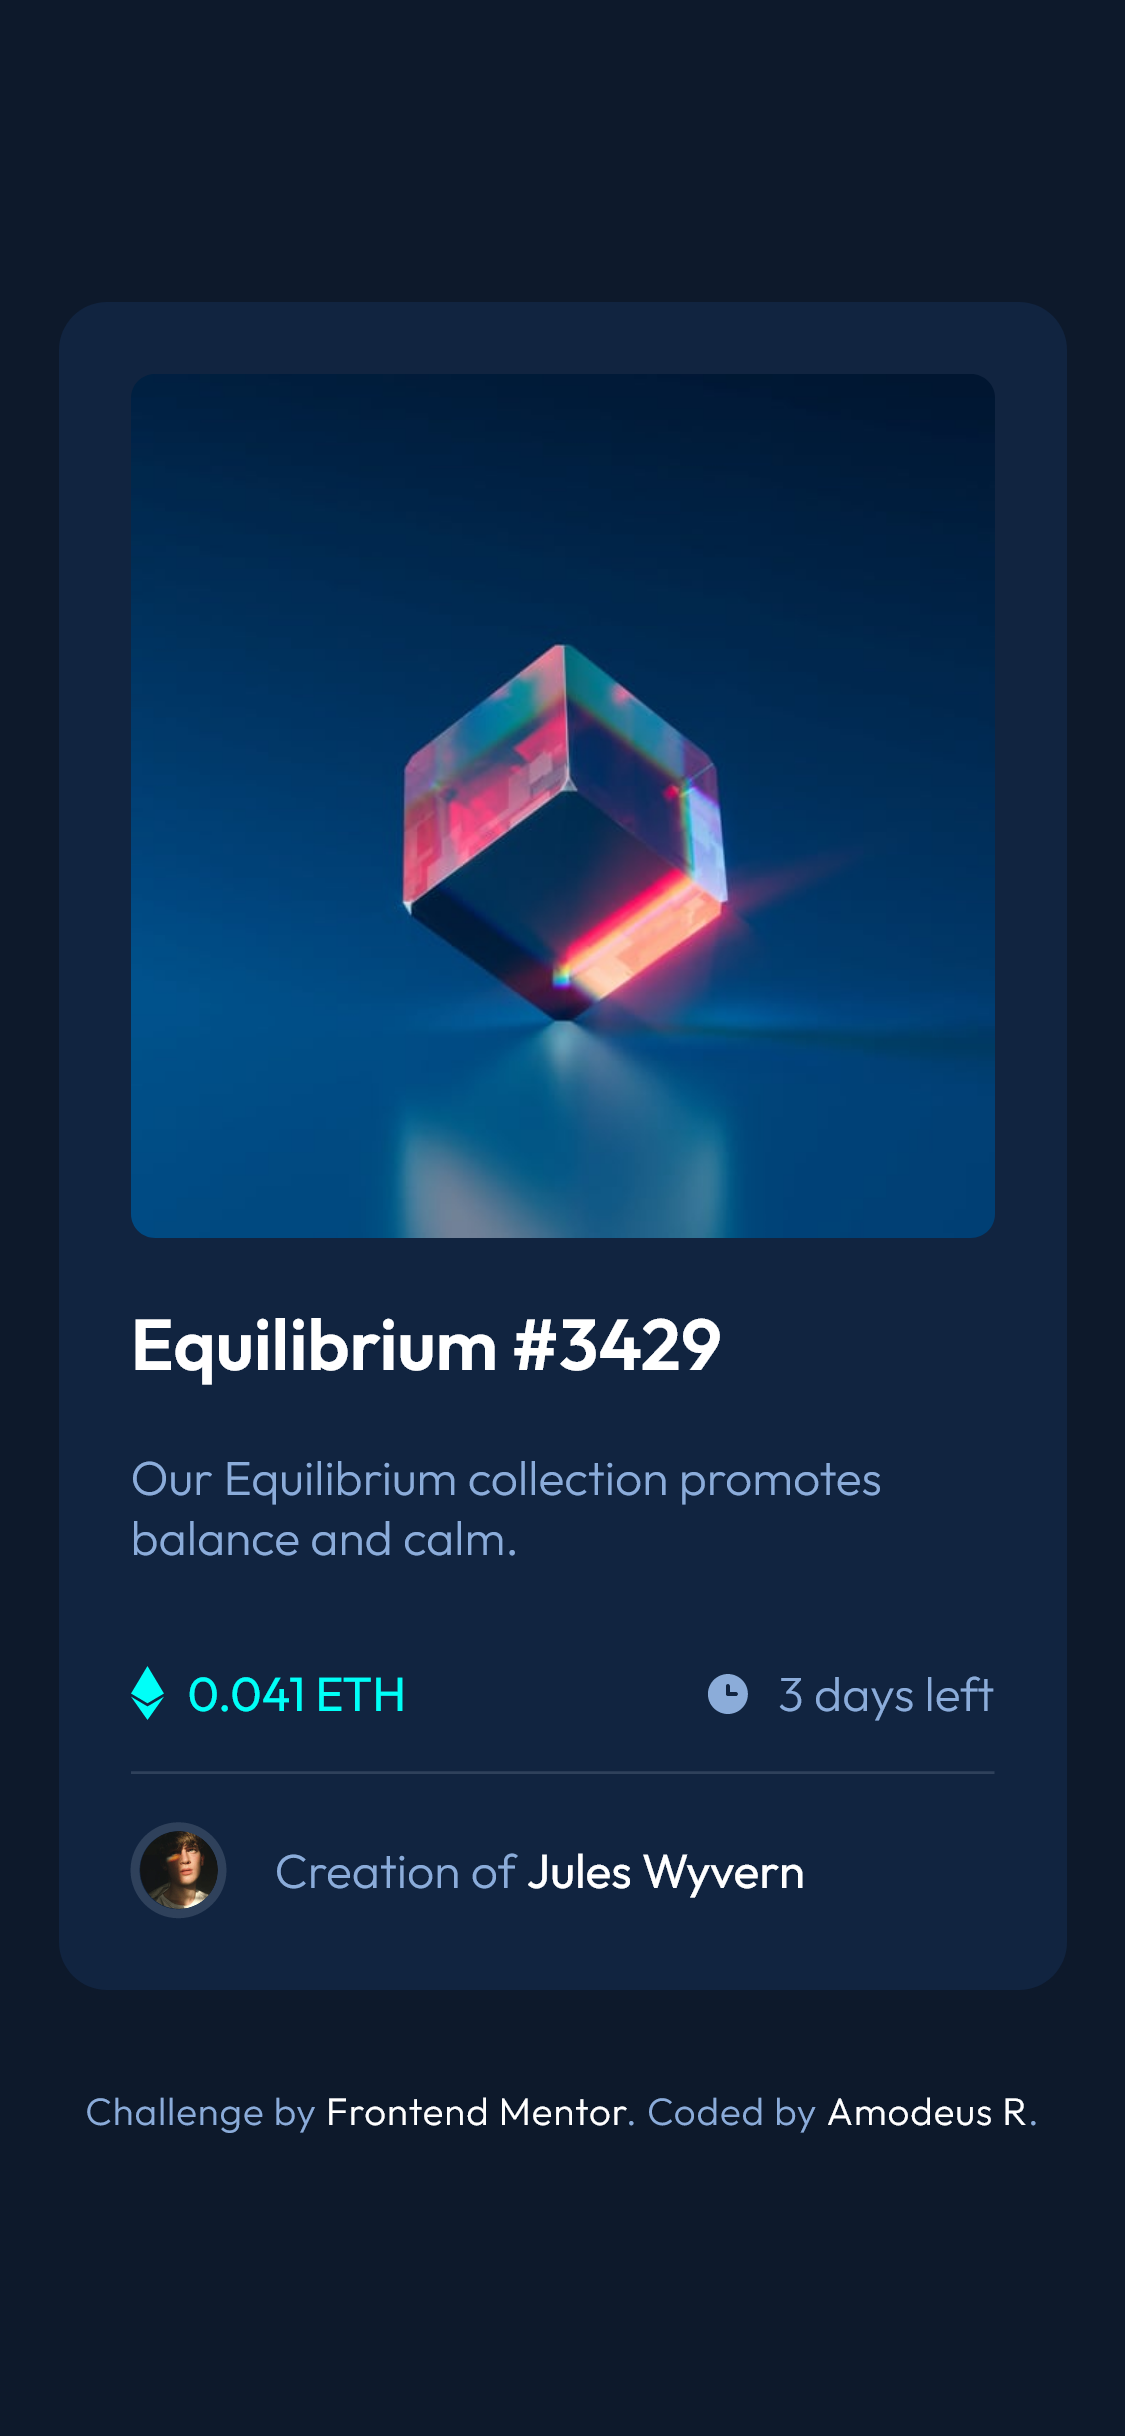 Equilibrium #3429
Our Equilibrium collection promotes
balance and calm.
0.041 ETH
3 days left
Creation of Jules Wyvern
Challenge by Frontend Mentor. Coded by Amodeus R.